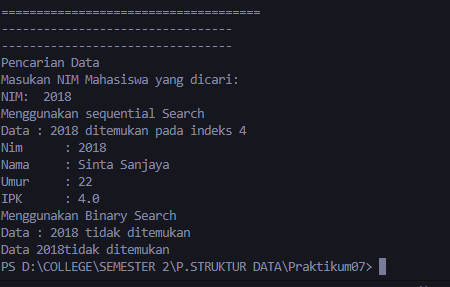 =====================================
---------------------------------
---------------------------------
Pencarian Data
Masukan NIM Mahasiswa yang dicari:
NIM:  2018
Menggunakan sequential Search
Data : 2018 ditemukan pada indeks 4
Nim      : 2018
Nama     : Sinta Sanjaya
Umur     : 22
IPK      : 4.0
Menggunakan Binary Search
Data : 2018 tidak ditemukan
Data 2018tidak ditemukan
PS D:\COLLEGE\SEMESTER 2\P.STRUKTUR DATA\Praktikum07>